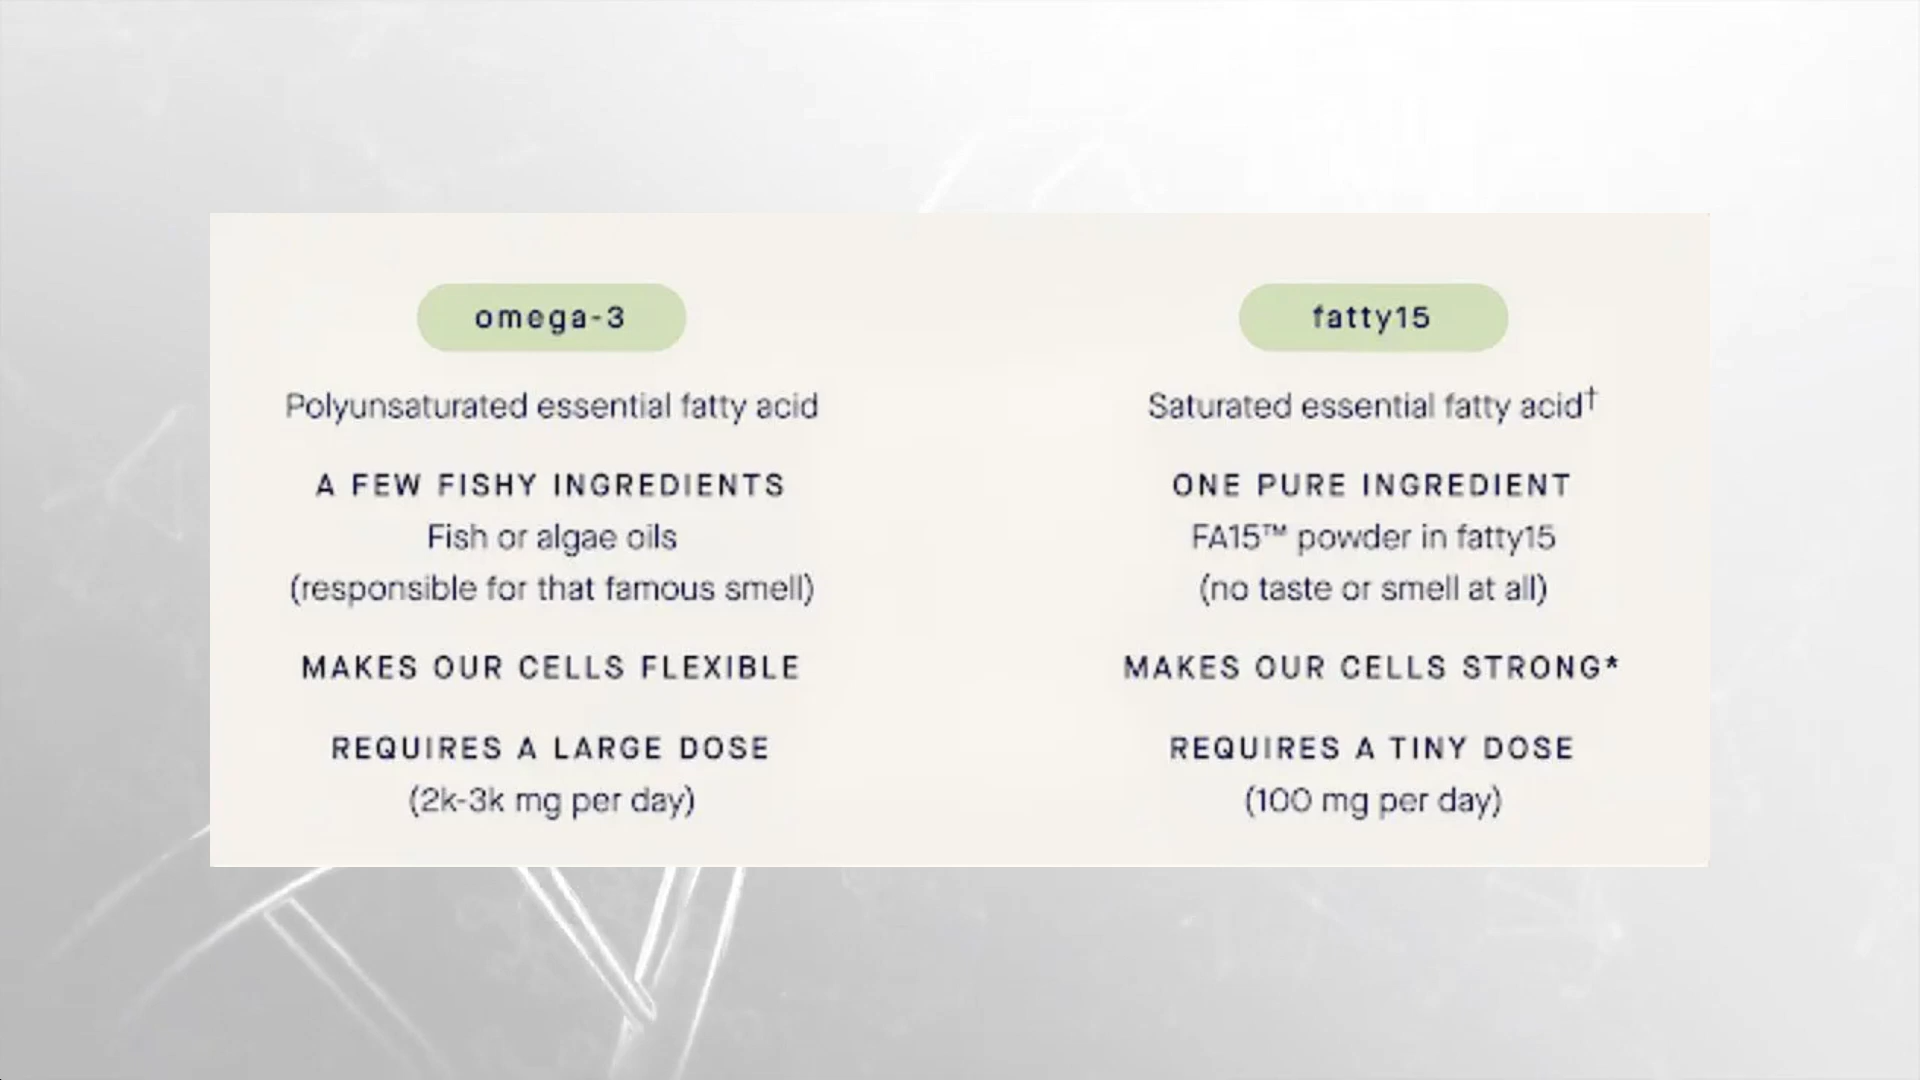 omega-3
Polyunsaturated essential fatty acid
A FEW FISHY INGREDIENTS
Fish or algae oils
(responsible for that famous smell)
MAKES OUR CELLS FLEXIBLE
REQUIRES A LARGE DOSE
(2k-3k mg per day)
fatty15
Saturated essential fatty acid†
ONE PURE INGREDIENT
FA15™ powder in fatty15
(no taste or smell at all)
MAKES OUR CELLS STRONG*
REQUIRES A TINY DOSE
(100 mg per day)